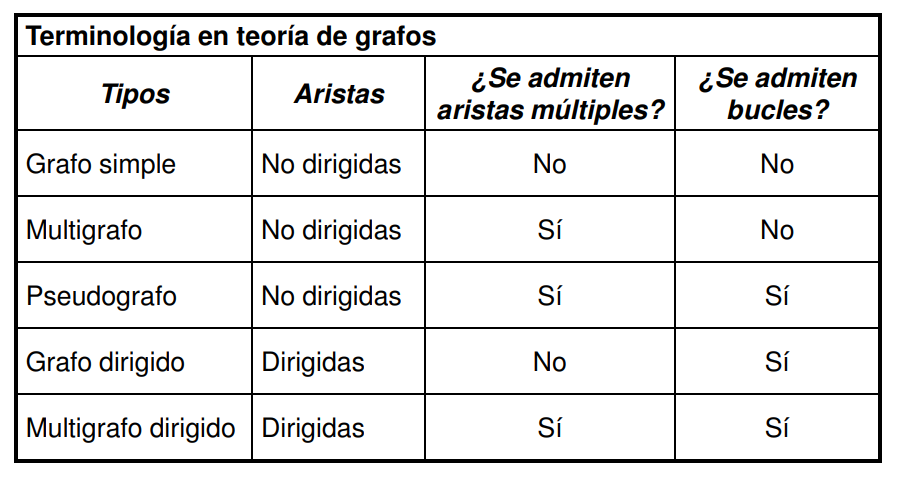 Terminología en teoría de grafos
Tipos Aristas ¿Se admiten aristas múltiples? ¿Se admiten bucles?
Grafo simple No dirigidas No No
Multigrafo No dirigidas Sí No
Pseudografo No dirigidas Sí Sí
Grafo dirigido Dirigidas No Sí
Multigrafo dirigido Dirigidas Sí Sí